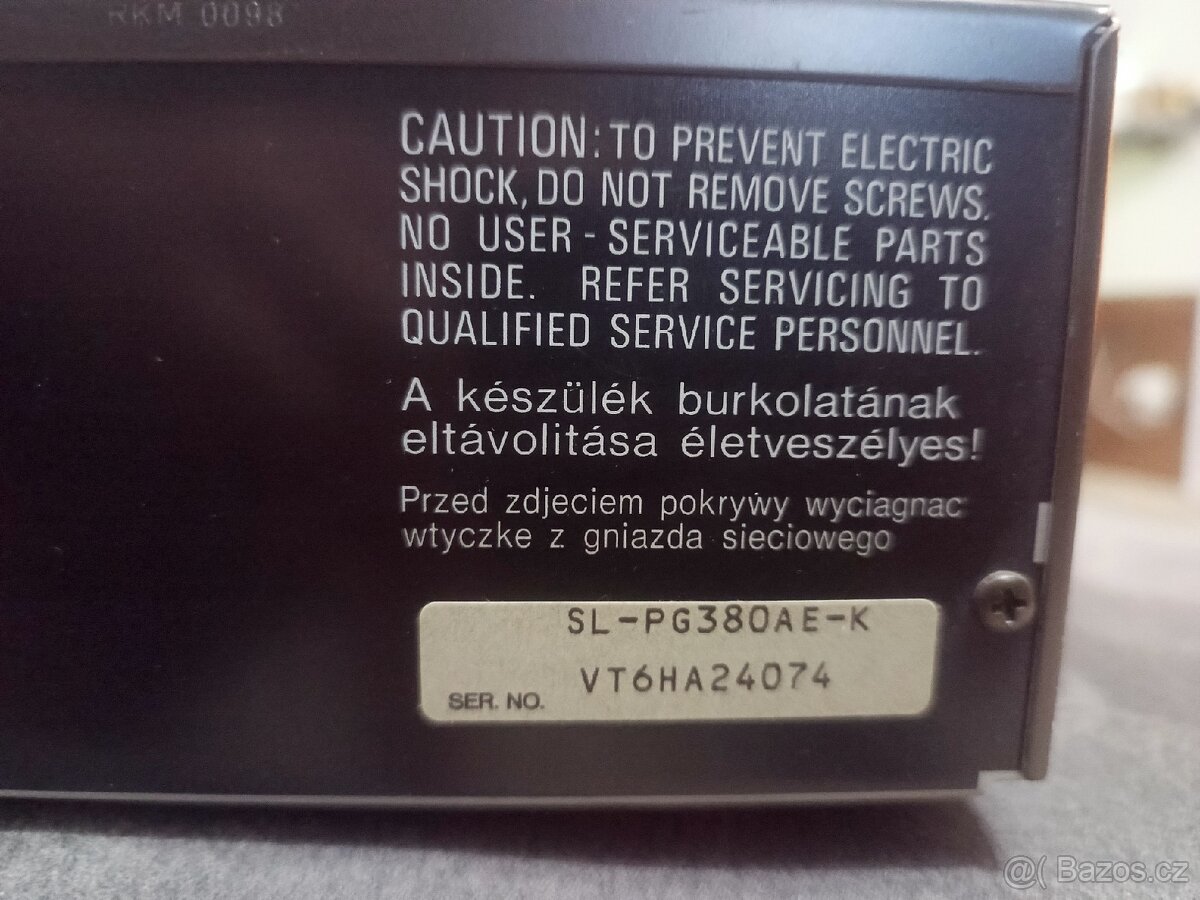 RKM 0098
CAUTION: TO PREVENT ELECTRIC
SHOCK, DO NOT REMOVE SCREWS.
NO USER - SERVICEABLE PARTS
INSIDE. REFER SERVICING TO
QUALIFIED SERVICE PERSONNEL.
A készülék burkolatának
eltávolitása életveszélyes!
Przed zdjeciem pokrywy wyciagnac
wtyczke z gniazda sieciowego
SL-PG380AE-K
VT6HA24074
SER. NO.
@( Bazos.cz